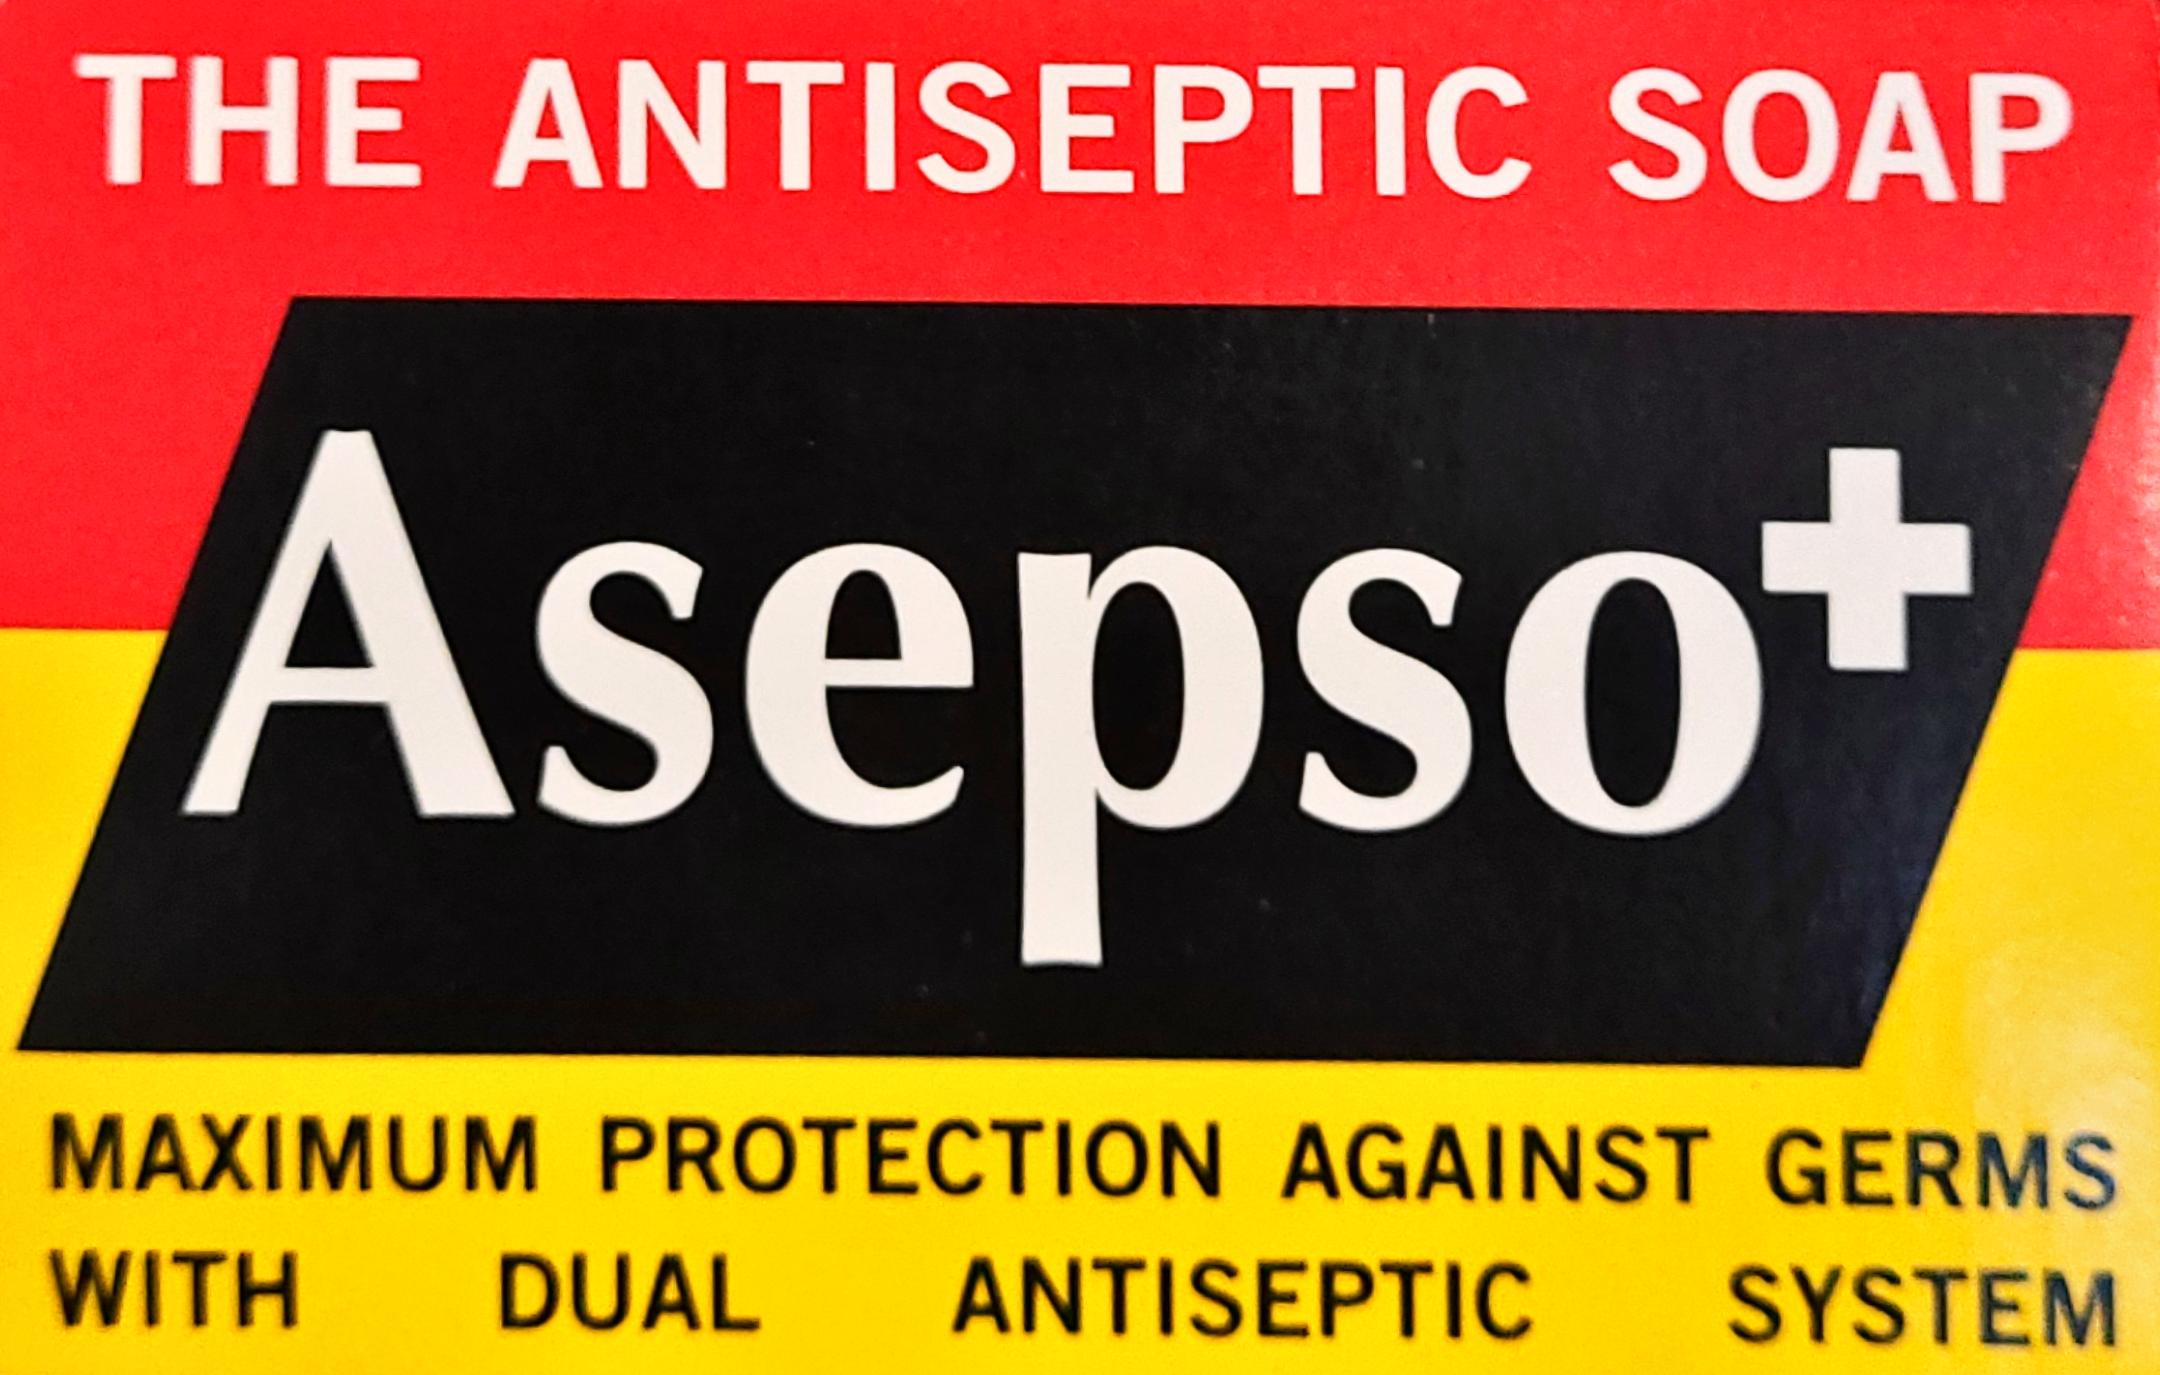 THE ANTISEPTIC SOAP
Asepso+
MAXIMUM PROTECTION AGAINST GERMS
WITH DUAL ANTISEPTIC SYSTEM